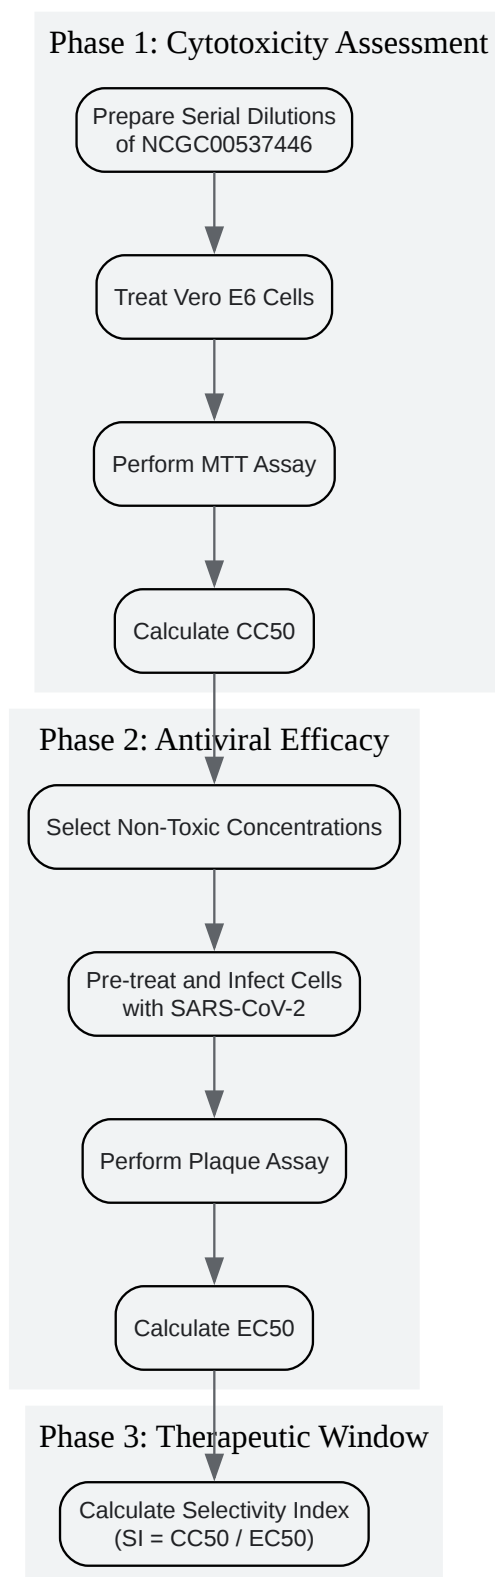 Phase 1: Cytotoxicity Assessment
Prepare Serial Dilutions
of NCGC00537446
Treat Vero E6 Cells
Perform MTT Assay
Calculate CC50
Phase 2: Antiviral Efficacy
Select Non-Toxic Concentrations
Pre-treat and Infect Cells
with SARS-CoV-2
Perform Plaque Assay
Calculate EC50
Phase 3: Therapeutic Window
Calculate Selectivity Index
(SI = CC50 / EC50)